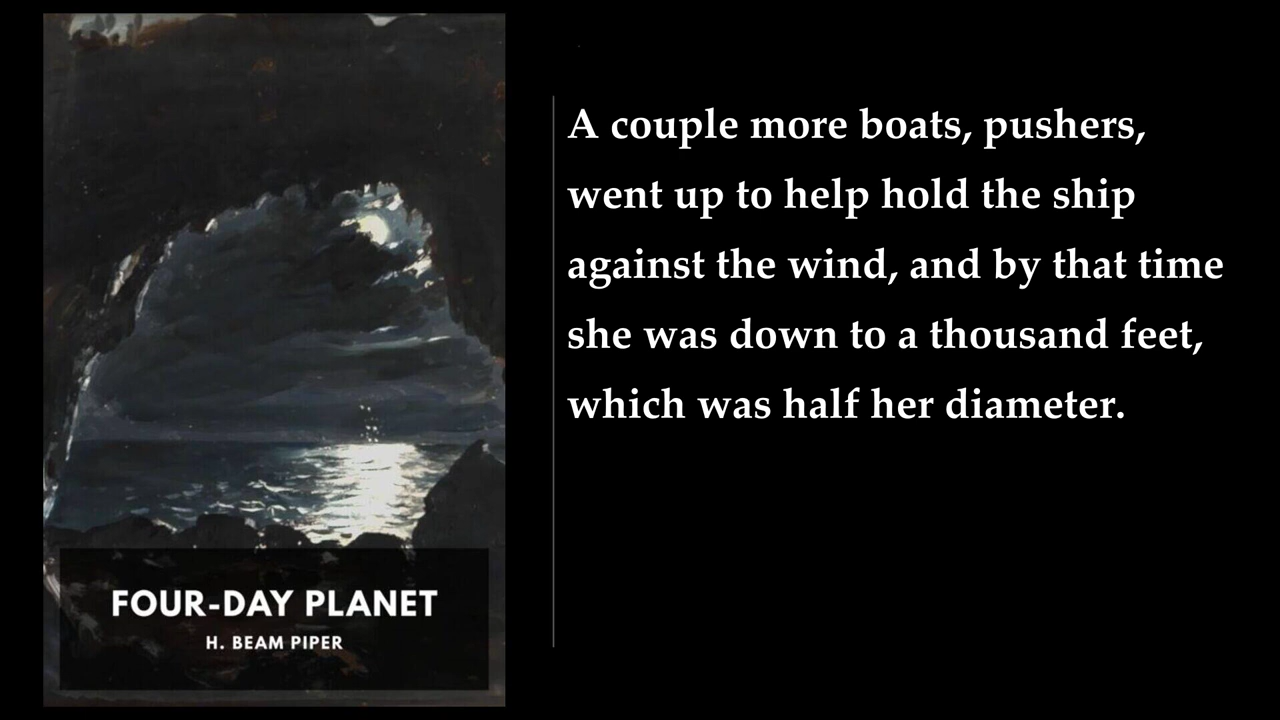 A couple more boats, pushers,
went up to help hold the ship
against the wind, and by that time
she was down to a thousand feet,
which was half her diameter.
FOUR-DAY PLANET
H. BEAM PIPER